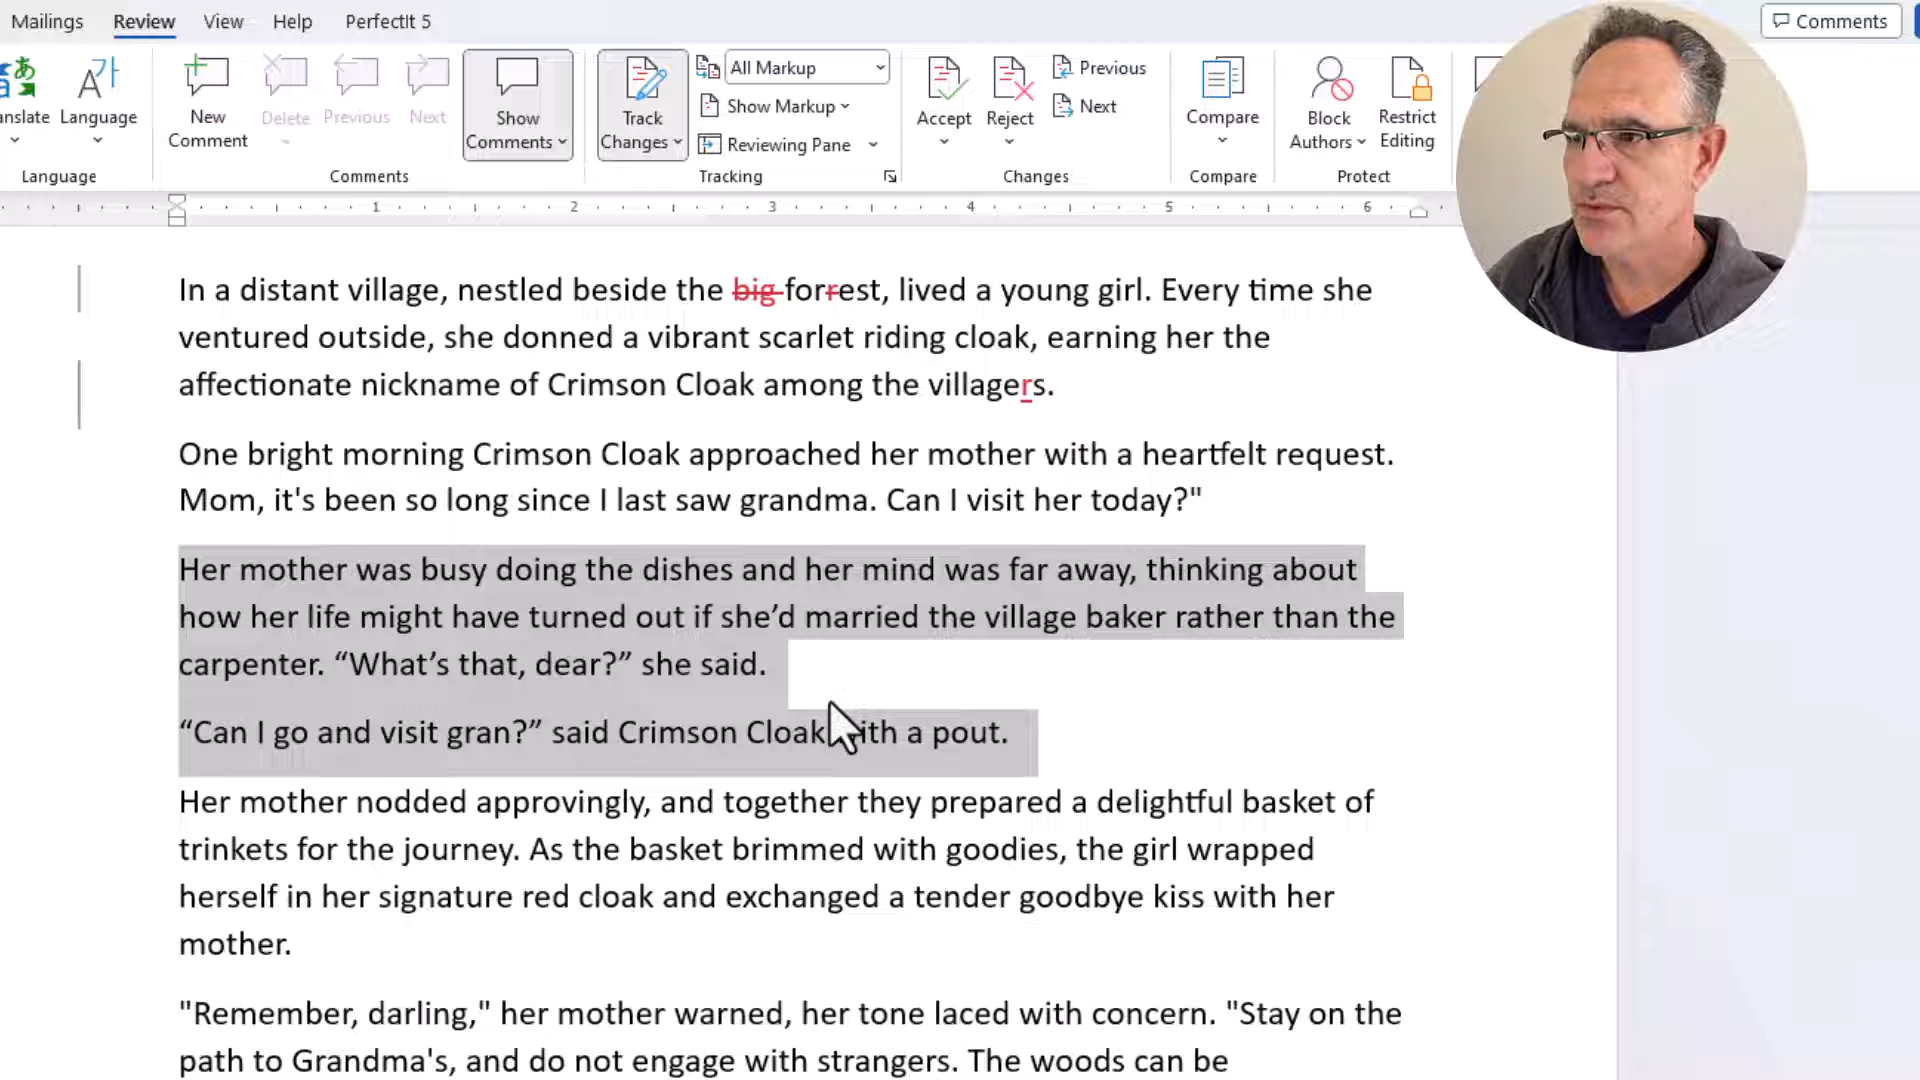 Mailings Review View Help PerfectIt 5 Comments
anslate Language New Comment Delete Previous Next Show Comments Track Changes All Markup Show Markup Reviewing Pane Accept Reject Previous Next Compare Block Authors Restrict Editing
Language Comments Tracking Changes Compare Protect
1 2 3 4 5 6
In a distant village, nestled beside the big forrest, lived a young girl. Every time she
ventured outside, she donned a vibrant scarlet riding cloak, earning her the
affectionate nickname of Crimson Cloak among the villagers.
One bright morning Crimson Cloak approached her mother with a heartfelt request.
Mom, it's been so long since I last saw grandma. Can I visit her today?"
Her mother was busy doing the dishes and her mind was far away, thinking about
how her life might have turned out if she’d married the village baker rather than the
carpenter. “What’s that, dear?” she said.
“Can I go and visit gran?” said Crimson Cloak with a pout.
Her mother nodded approvingly, and together they prepared a delightful basket of
trinkets for the journey. As the basket brimmed with goodies, the girl wrapped
herself in her signature red cloak and exchanged a tender goodbye kiss with her
mother.
"Remember, darling," her mother warned, her tone laced with concern. "Stay on the
path to Grandma's, and do not engage with strangers. The woods can be